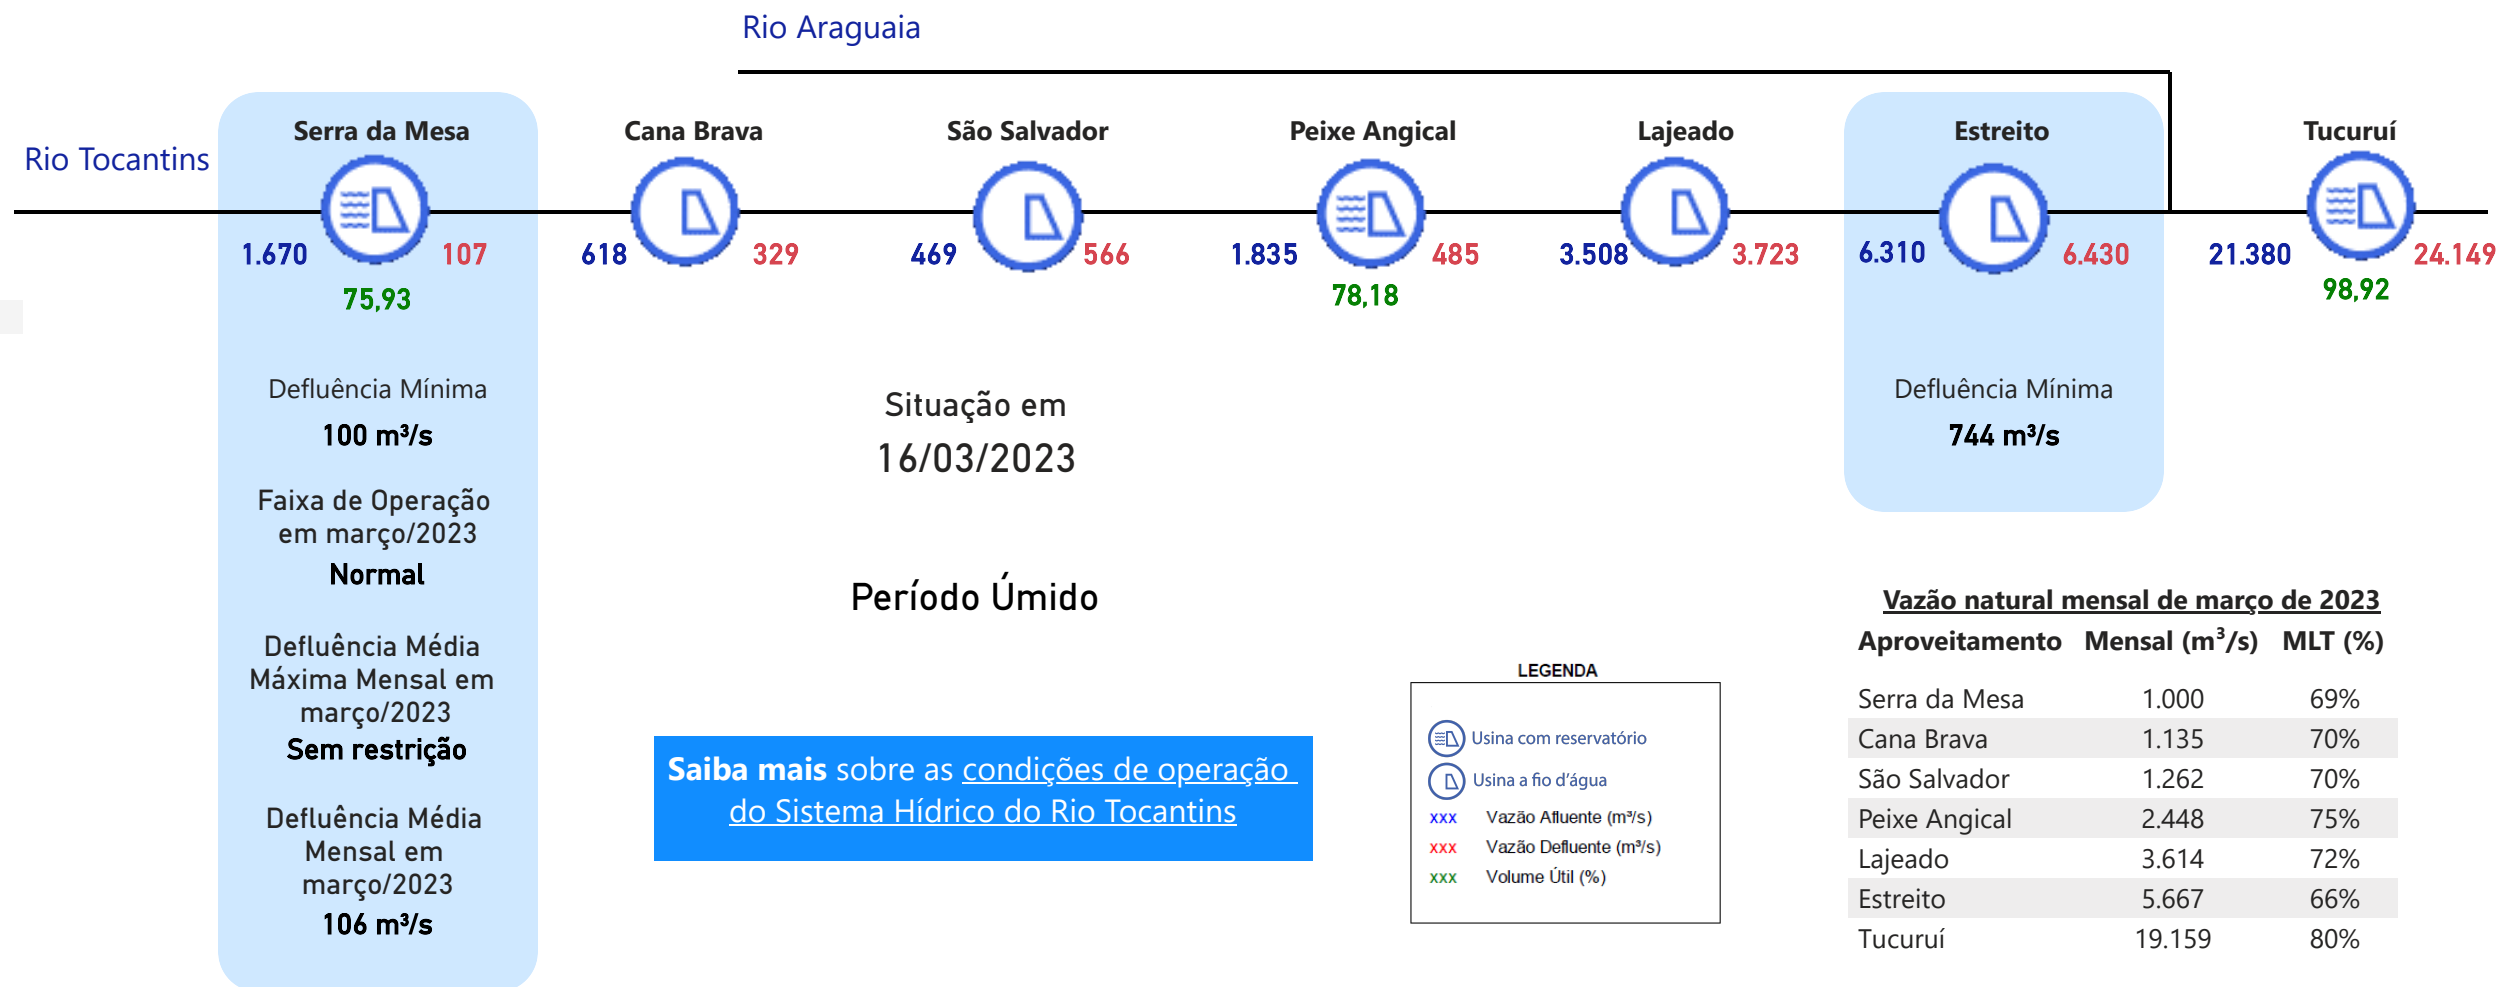 Rio Araguaia
Rio Tocantins
Serra da Mesa
1.670
107
75,93
Cana Brava
618
329
São Salvador
469
566
Peixe Angical
1.835
485
78,18
Lajeado
3.508
3.723
Estreito
6.310
6.430
Tucuruí
21.380
24.149
98,92
Defluência Mínima
100 m³/s
Faixa de Operação
em março/2023
Normal
Defluência Média
Máxima Mensal em
março/2023
Sem restrição
Defluência Média
Mensal em
março/2023
106 m³/s
Situação em
16/03/2023
Período Úmido
Saiba mais sobre as condições de operação
do Sistema Hídrico do Rio Tocantins
Defluência Mínima
744 m³/s
LEGENDA
Usina com reservatório
Usina a fio d'água
xxx Vazão Afluente (m³/s)
xxx Vazão Defluente (m³/s)
xxx Volume Útil (%)
Vazão natural mensal de março de 2023
Aproveitamento Mensal (m³/s) MLT (%)
Serra da Mesa 1.000 69%
Cana Brava 1.135 70%
São Salvador 1.262 70%
Peixe Angical 2.448 75%
Lajeado 3.614 72%
Estreito 5.667 66%
Tucuruí 19.159 80%